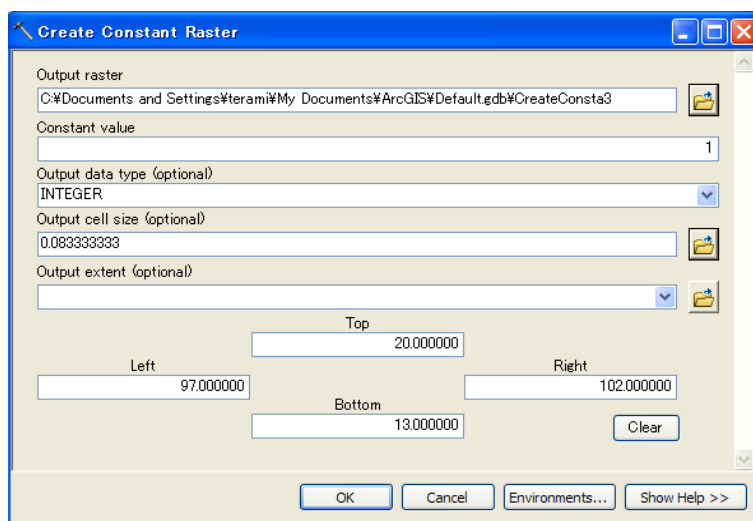 Create Constant Raster
Output raster
C:¥Documents and Settings¥terami¥My Documents¥ArcGIS¥Default.gdb¥CreateConsta3
Constant value
1
Output data type (optional)
INTEGER
Output cell size (optional)
0.083333333
Output extent (optional)
Top
20.000000
Left
Right
97.000000
102.000000
Bottom
13.000000
Clear
OK
Cancel
Environments...
Show Help >>